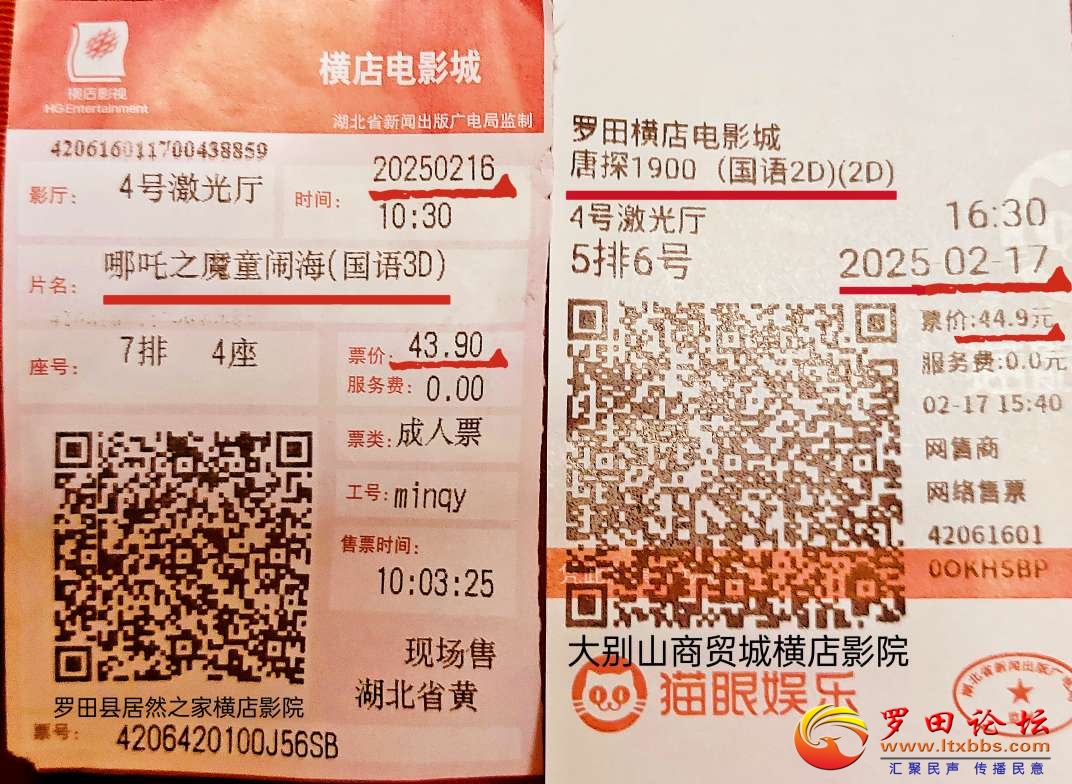 横店影视
HG Entertainment
横店电影城
湖北省新闻出版广电局监制
420616011700438859
影厅:
4号激光厅
时间:
20250216
10:30
片名:
哪吒之魔童闹海(国语3D)
座号:
7排 4座
票价:
43.90
服务费:
0.00
票类:
成人票
工号:
minqy
售票时间:
10:03:25
现场售
湖北省黄
罗田县居然之家横店影院
票号:
4206420100J56SB
罗田横店电影城
唐探1900 (国语2D)(2D)
4号激光厅
16:30
5排6号
2025-02-17
票价:44.9元
服务费:0.0元
02-17 15:40
网售商
网络售票
42061601
0OKH5BP
大别山商贸城横店影院
猫眼娱乐
湖北省新闻出版广
罗田论坛
www.ltxbbs.com
汇聚民声 传播民意